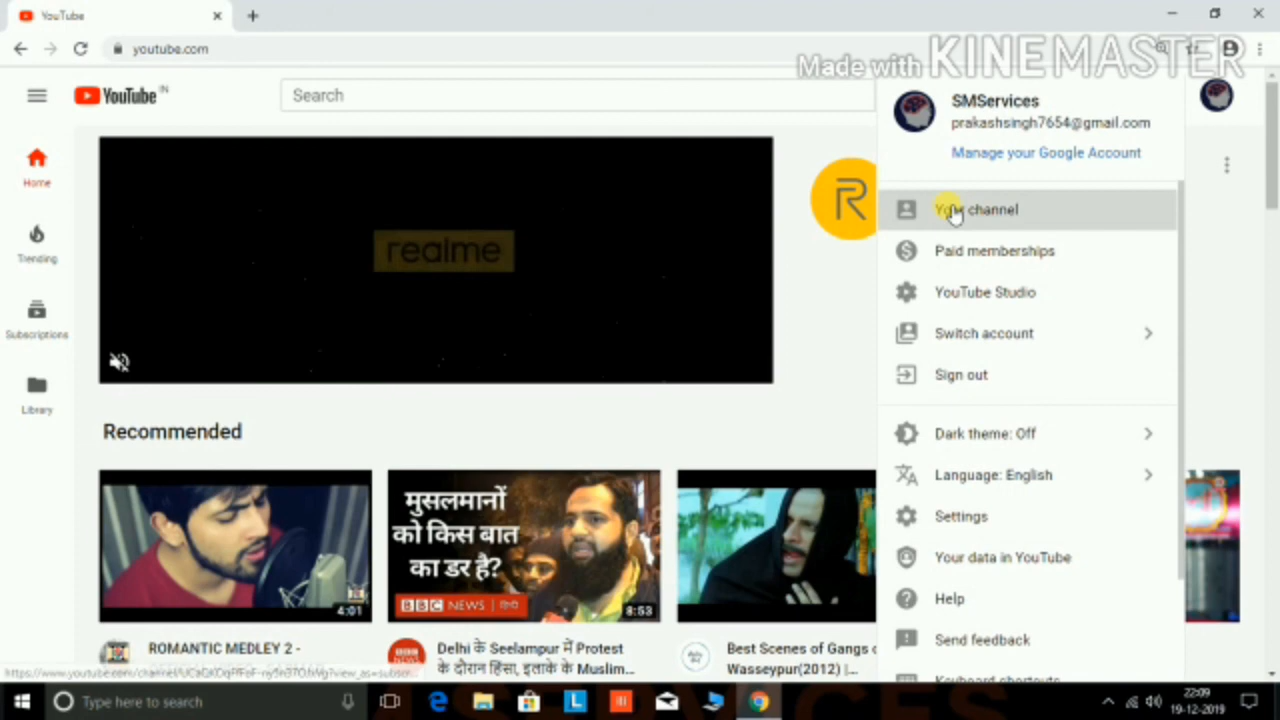 YouTube
youtube.com
Made with KINEMASTER
YouTube IN
Search
SMServices
prakashsingh7654@gmail.com
Manage your Google Account
Home
Trending
Subscriptions
Library
realme
R
Your channel
Paid memberships
YouTube Studio
Switch account
Sign out
Dark theme: Off
Language: English
Settings
Your data in YouTube
Help
Send feedback
Keyboard shortcuts
Recommended
4:01
मुसलमानों
को किस बात
का डर है?
BBC NEWS हिन्दी
8:53
ROMANTIC MEDLEY 2 -
Delhi के Seelampur में Protest
के दौरान हिंसा, इलाके के Muslim...
Best Scenes of Gangs
Wasseypur(2012) |...
Type here to search
22:09
19-12-2019